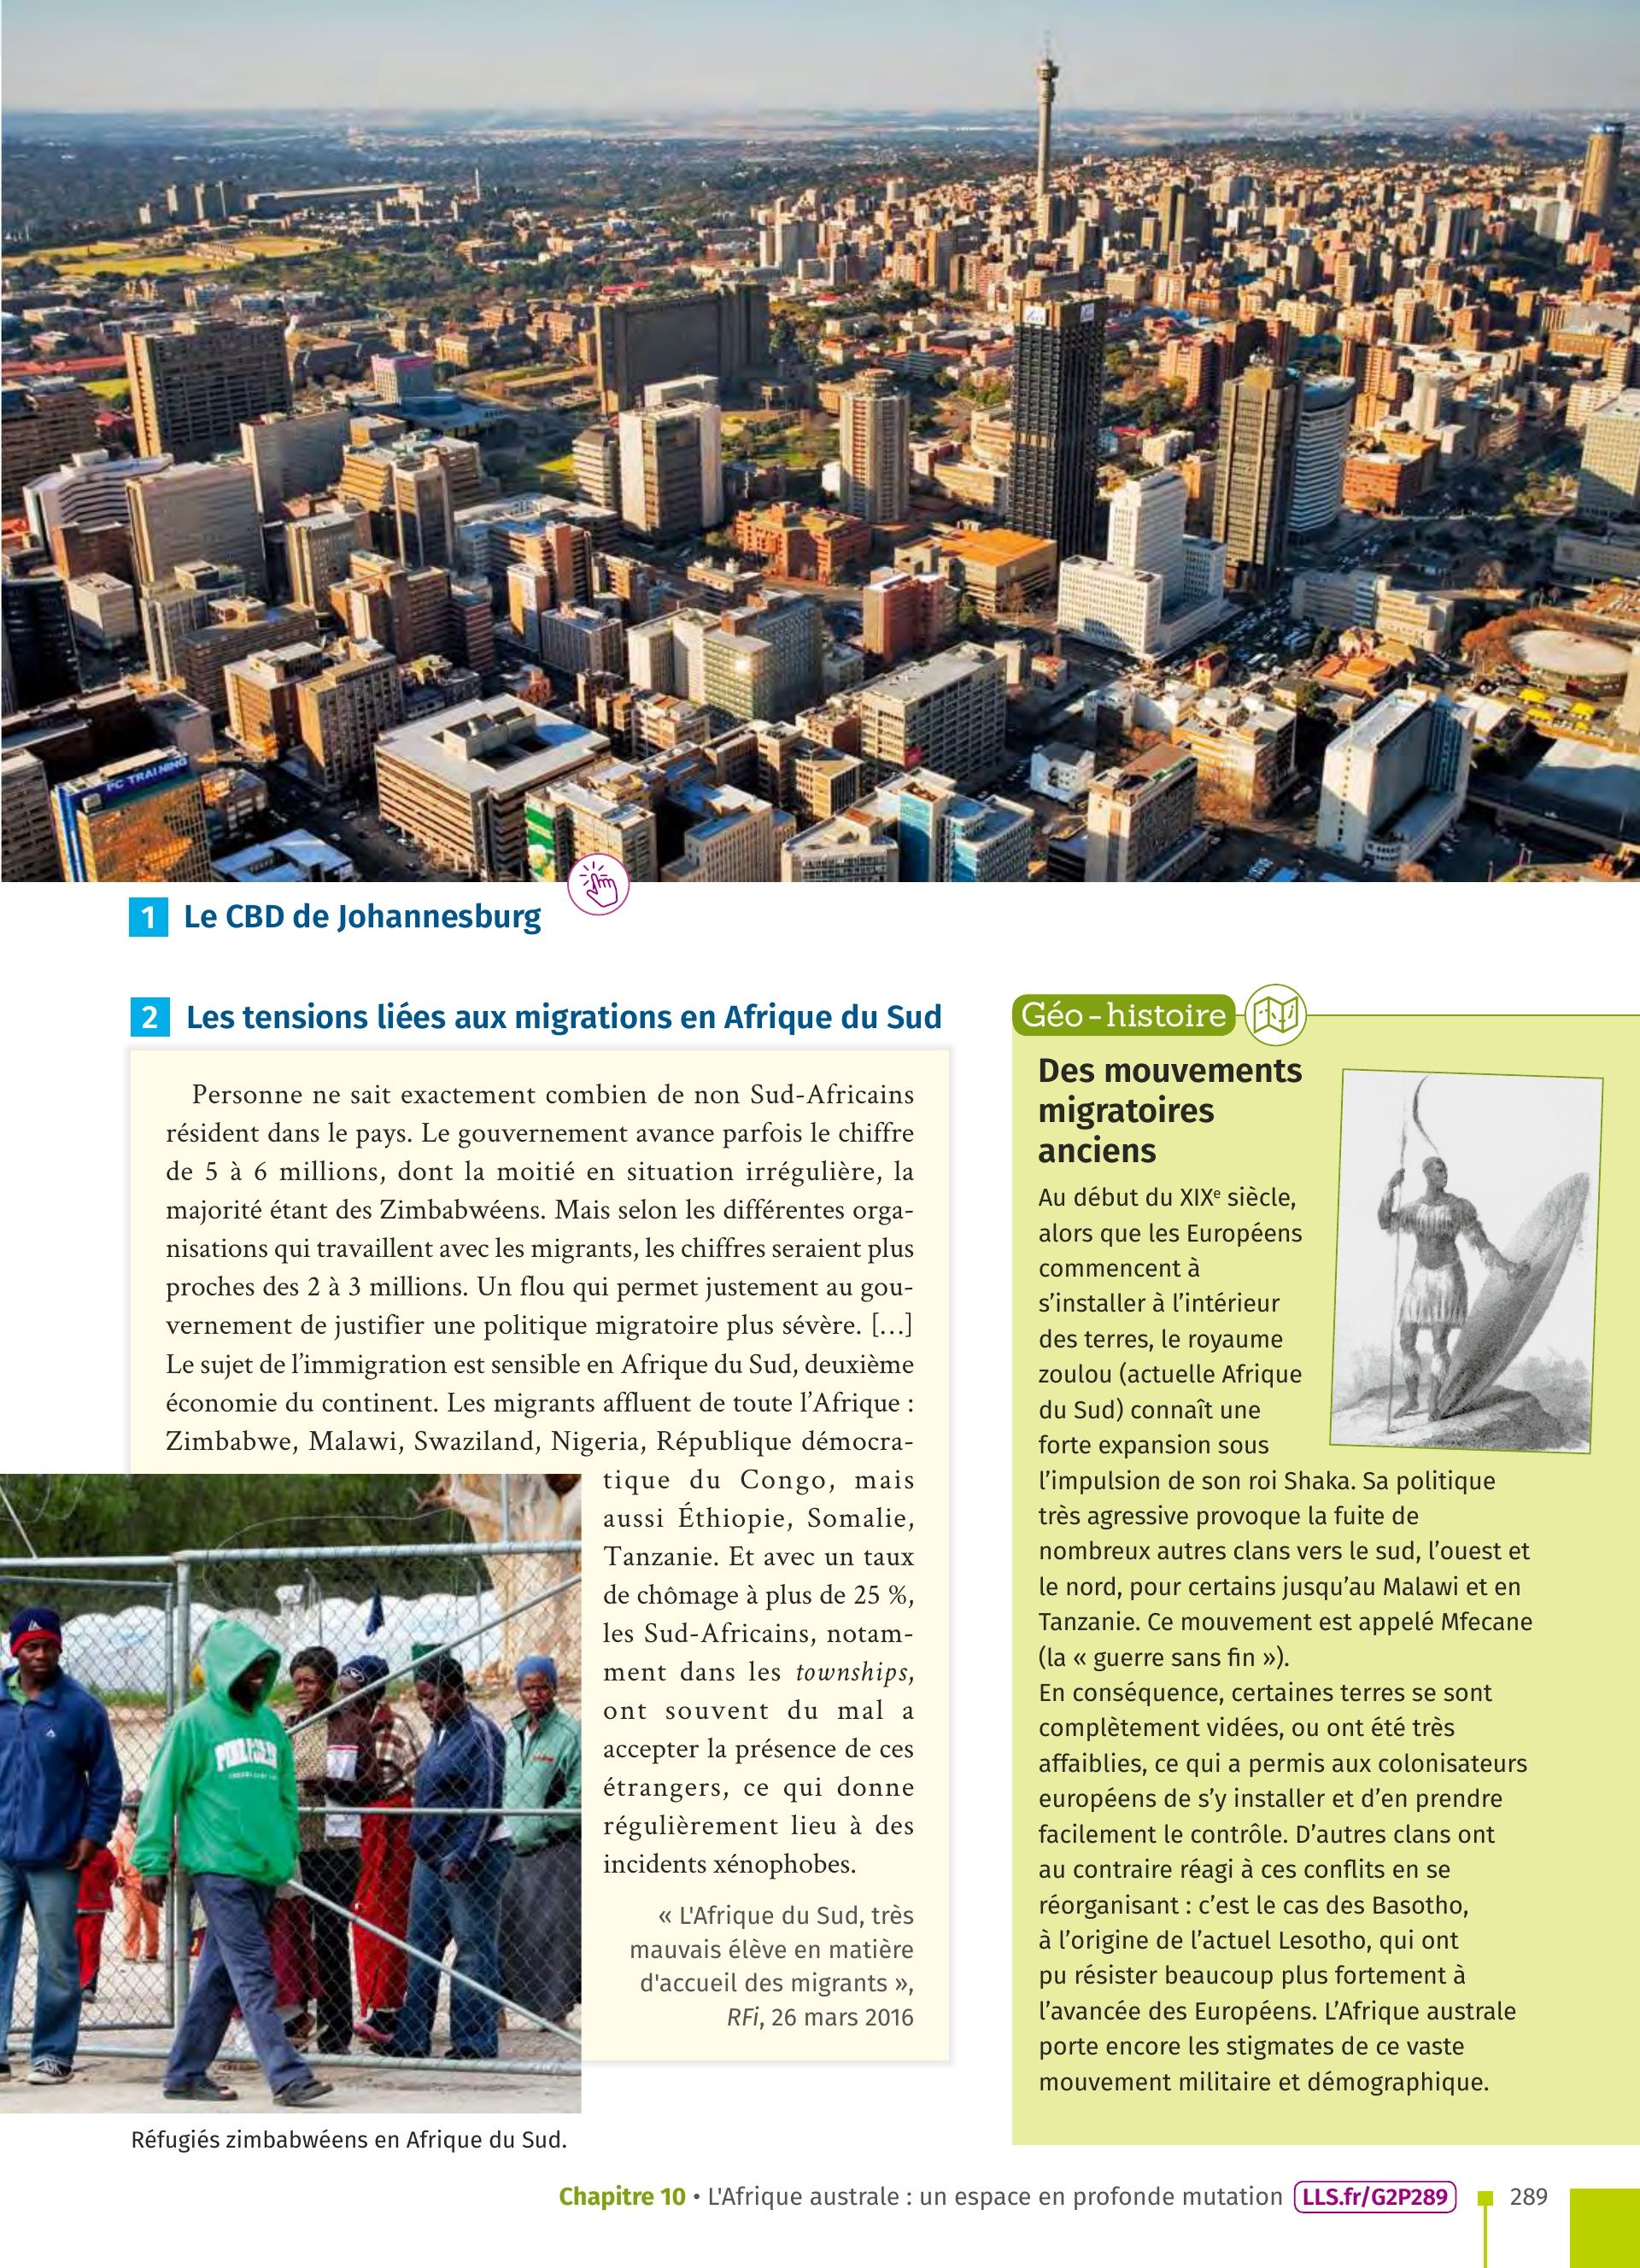 PC TRAINING
1 Le CBD de Johannesburg
2 Les tensions liées aux migrations en Afrique du Sud
Personne ne sait exactement combien de non Sud-Africains
résident dans le pays. Le gouvernement avance parfois le chiffre
de 5 à 6 millions, dont la moitié en situation irrégulière, la
majorité étant des Zimbabwéens. Mais selon les différentes orga-
nisations qui travaillent avec les migrants, les chiffres seraient plus
proches des 2 à 3 millions. Un flou qui permet justement au gou-
vernement de justifier une politique migratoire plus sévère. […]
Le sujet de l’immigration est sensible en Afrique du Sud, deuxième
économie du continent. Les migrants affluent de toute l’Afrique :
Zimbabwe, Malawi, Swaziland, Nigeria, République démocra-
tique du Congo, mais
aussi Éthiopie, Somalie,
Tanzanie. Et avec un taux
de chômage à plus de 25 %,
les Sud-Africains, notam-
ment dans les townships,
ont souvent du mal a
accepter la présence de ces
étrangers, ce qui donne
régulièrement lieu à des
incidents xénophobes.
« L'Afrique du Sud, très
mauvais élève en matière
d'accueil des migrants »,
RFi, 26 mars 2016
Réfugiés zimbabwéens en Afrique du Sud.
Géo-histoire
Des mouvements
migratoires
anciens
Au début du XIXe siècle,
alors que les Européens
commencent à
s’installer à l’intérieur
des terres, le royaume
zoulou (actuelle Afrique
du Sud) connaît une
forte expansion sous
l’impulsion de son roi Shaka. Sa politique
très agressive provoque la fuite de
nombreux autres clans vers le sud, l’ouest et
le nord, pour certains jusqu’au Malawi et en
Tanzanie. Ce mouvement est appelé Mfecane
(la « guerre sans fin »).
En conséquence, certaines terres se sont
complètement vidées, ou ont été très
affaiblies, ce qui a permis aux colonisateurs
européens de s’y installer et d’en prendre
facilement le contrôle. D’autres clans ont
au contraire réagi à ces conflits en se
réorganisant : c’est le cas des Basotho,
à l’origine de l’actuel Lesotho, qui ont
pu résister beaucoup plus fortement à
l’avancée des Européens. L’Afrique australe
porte encore les stigmates de ce vaste
mouvement militaire et démographique.
Chapitre 10 • L'Afrique australe : un espace en profonde mutation LLS.fr/G2P289 289